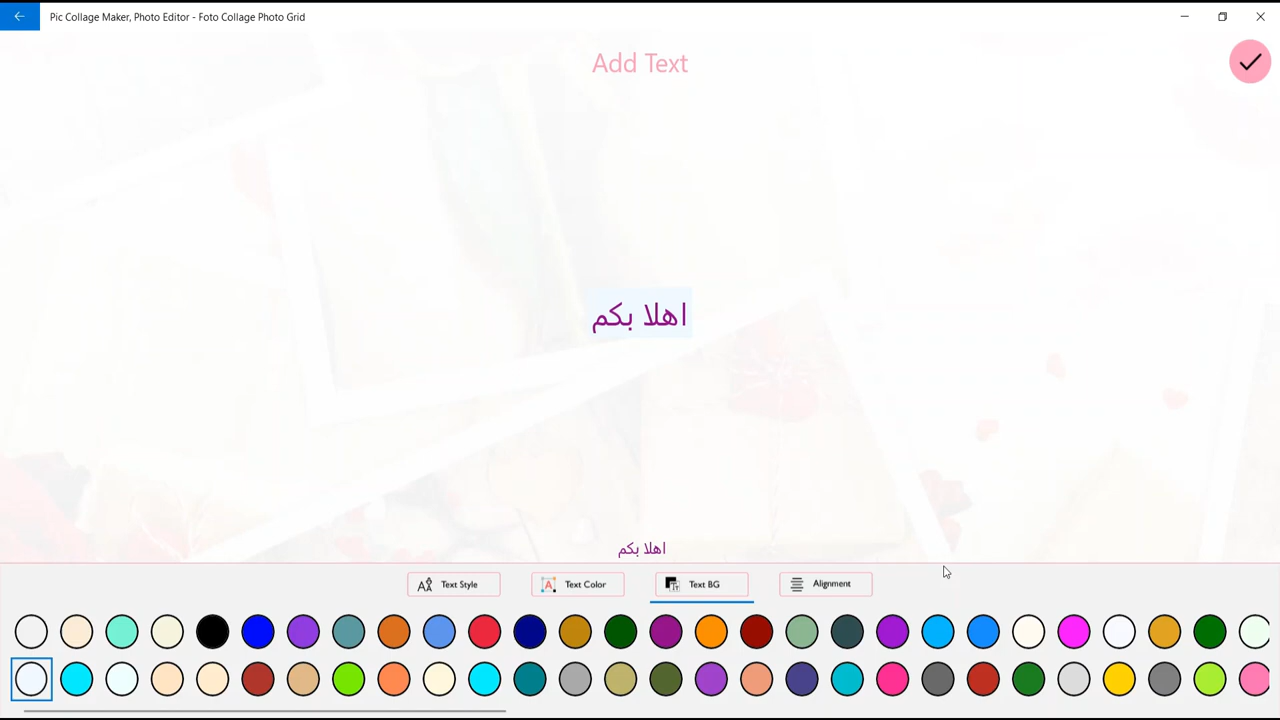 Pic Collage Maker, Photo Editor - Foto Collage Photo Grid
Add Text
اهلا بكم
اهلا بكم
Text Style
Text Color
Text BG
Alignment